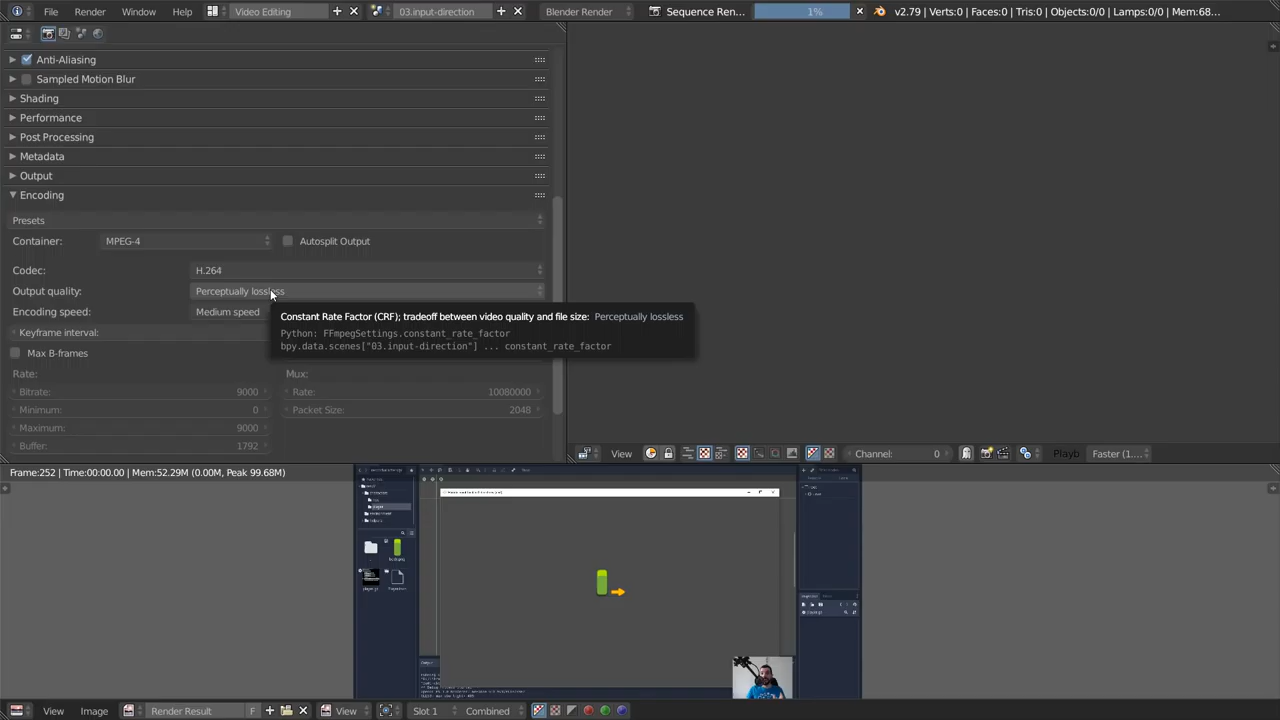 File Render Window Help Video Editing 03.input-direction Blender Render Sequence Ren... 1% v2.79 | Verts:0 | Faces:0 | Tris:0 | Objects:0/0 | Lamps:0/0 | Mem:68...
Anti-Aliasing
Sampled Motion Blur
Shading
Performance
Post Processing
Metadata
Output
Encoding
Presets
Container: MPEG-4 Autosplit Output
Codec: H.264
Output quality: Perceptually lossless
Encoding speed: Medium speed
Constant Rate Factor (CRF); tradeoff between video quality and file size: Perceptually lossless
Python: FFmpegSettings.constant_rate_factor
bpy.data.scenes["03.input-direction"] ... constant_rate_factor
Keyframe interval:
Max B-frames
Rate: Mux:
Bitrate: 9000 Rate: 10080000
Minimum: 0 Packet Size: 2048
Maximum: 9000
Buffer: 1792
View Channel: 0 Playb Faster (1....
Frame:252 | Time:00:00.00 | Mem:52.29M (0.00M, Peak 99.68M)
View Image Render Result F View Slot 1 Combined